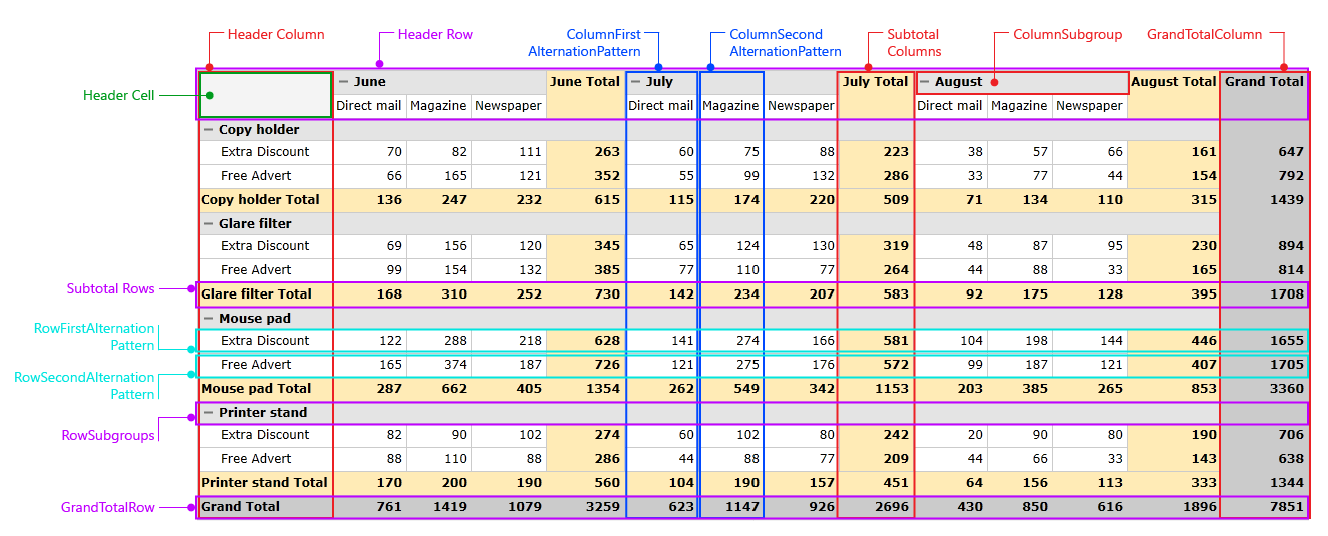 Header Column
Header Row
ColumnFirst
AlternationPattern
ColumnSecond
AlternationPattern
Subtotal
Columns
ColumnSubgroup
GrandTotalColumn
Header Cell
June June Total July July Total August August Total Grand Total
Direct mail Magazine Newspaper Direct mail Magazine Newspaper Direct mail Magazine Newspaper
Copy holder
Extra Discount 70 82 111 263 60 75 88 223 38 57 66 161 647
Free Advert 66 165 121 352 55 99 132 286 33 77 44 154 792
Copy holder Total 136 247 232 615 115 174 220 509 71 134 110 315 1439
Glare filter
Extra Discount 69 156 120 345 65 124 130 319 48 87 95 230 894
Free Advert 99 154 132 385 77 110 77 264 44 88 33 165 814
Subtotal Rows
Glare filter Total 168 310 252 730 142 234 207 583 92 175 128 395 1708
Mouse pad
RowFirstAlternation
Pattern
Extra Discount 122 288 218 628 141 274 166 581 104 198 144 446 1655
Free Advert 165 374 187 726 121 275 176 572 99 187 121 407 1705
RowSecondAlternation
Pattern
Mouse pad Total 287 662 405 1354 262 549 342 1153 203 385 265 853 3360
Printer stand
RowSubgroups
Extra Discount 82 90 102 274 60 102 80 242 20 90 80 190 706
Free Advert 88 110 88 286 44 88 77 209 44 66 33 143 638
Printer stand Total 170 200 190 560 104 190 157 451 64 156 113 333 1344
GrandTotalRow
Grand Total 761 1419 1079 3259 623 1147 926 2696 430 850 616 1896 7851